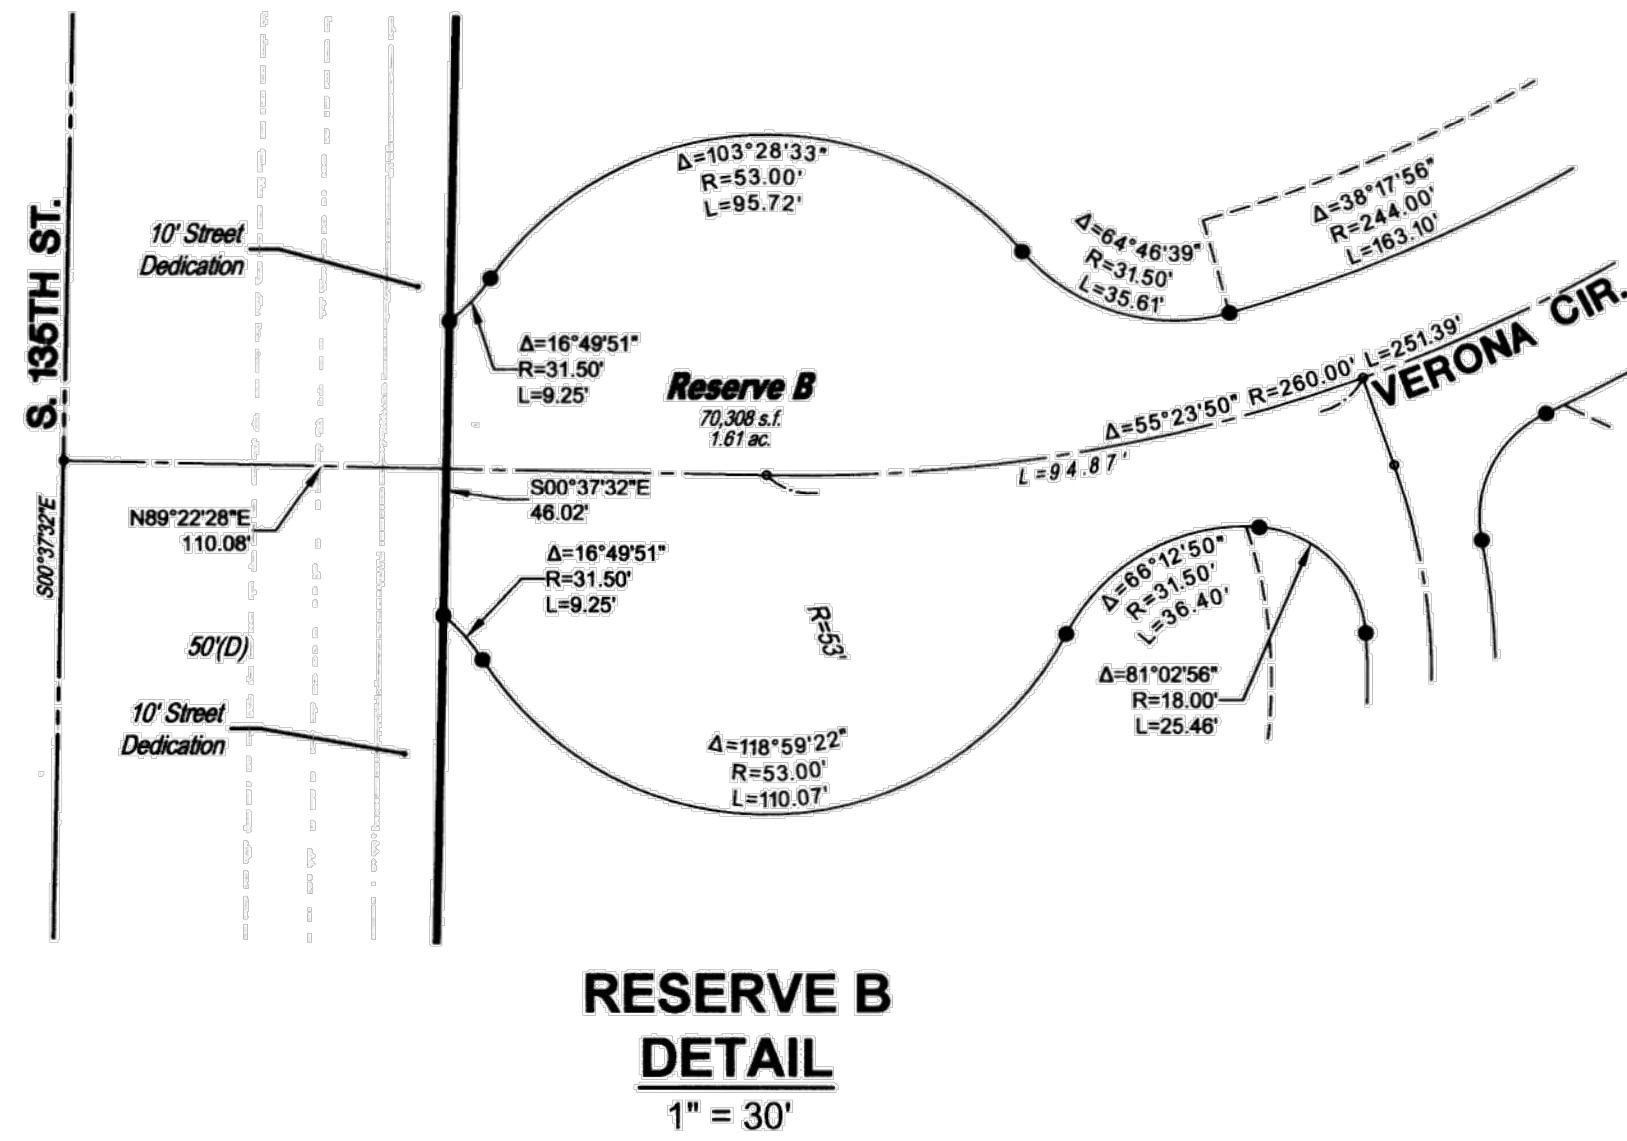 Δ=103°28'33"
R=53.00'
L=95.72'
Δ=64°46'39"
R=31.50'
L=35.61'
Δ=38°17'56"
R=244.00'
L=163.10'
S. 135TH ST.
10' Street
Dedication
Δ=16°49'51"
R=31.50'
L=9.25'
Reserve B
70,308 s.f.
1.61 ac.
Δ=55°23'50" R=260.00' L=251.39'
VERONA CIR.
L=94.87'
S00°37'32"E
46.02'
N89°22'28"E
110.08'
S00°37'32"E
Δ=16°49'51"
R=31.50'
L=9.25'
Δ=66°12'50"
R=31.50'
L=36.40'
R=53'
50'(D)
Δ=81°02'56"
R=18.00'
L=25.46'
10' Street
Dedication
Δ=118°59'22"
R=53.00'
L=110.07'
RESERVE B
DETAIL
1" = 30'